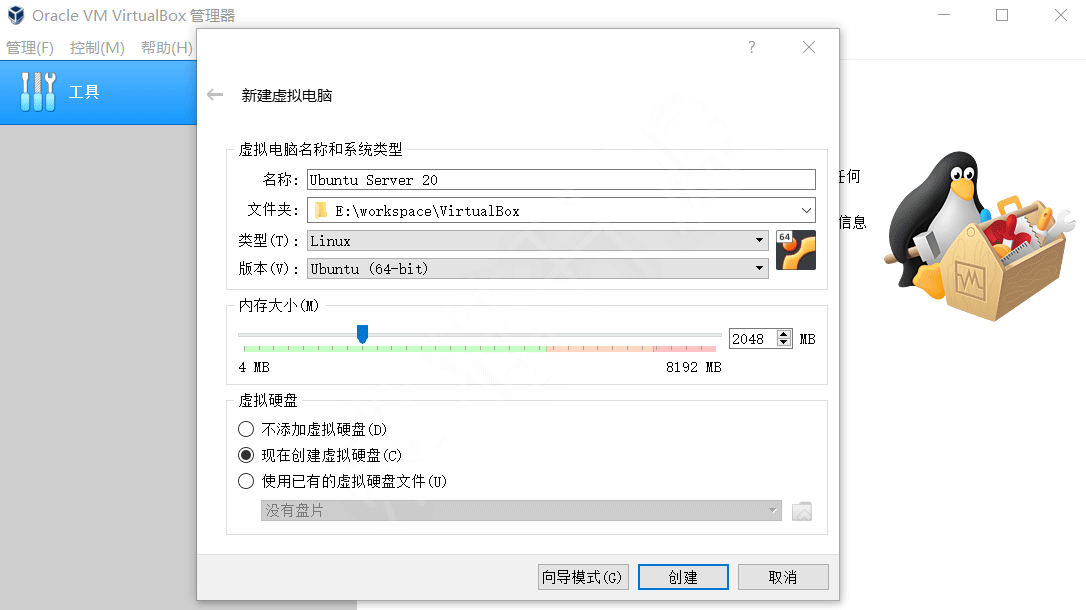 Oracle VM VirtualBox 管理器
管理(F) 控制(M) 帮助(H)
工具
?
新建虚拟电脑
虚拟电脑名称和系统类型
名称: Ubuntu Server 20
文件夹: E:\workspace\VirtualBox
类型(T): Linux
64
版本(V): Ubuntu (64-bit)
任何
信息
内存大小(M)
2048 MB
4 MB 8192 MB
虚拟硬盘
不添加虚拟硬盘(D)
现在创建虚拟硬盘(C)
使用已有的虚拟硬盘文件(U)
没有盘片
向导模式(G) 创建 取消